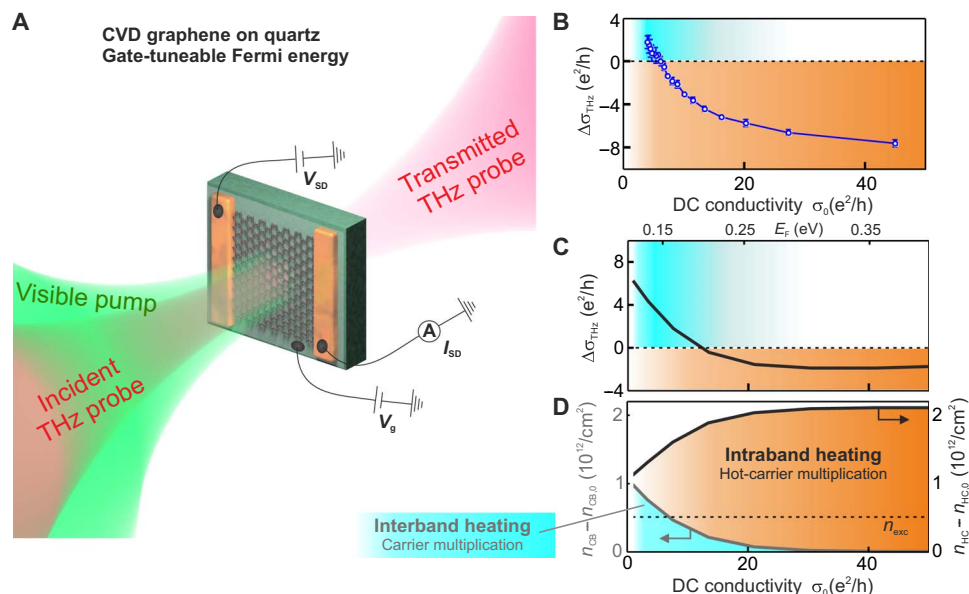 A
CVD graphene on quartz
Gate-tuneable Fermi energy
Transmitted
THz probe
V_SD
Visible pump
Incident
THz probe
A
I_SD
V_g
B
Δσ_THz (e²/h)
4
0
-4
-8
0
20
40
DC conductivity σ₀(e²/h)
C
0.15
0.25
E_F (eV)
0.35
Δσ_THz (e²/h)
8
4
0
-4
D
n_CB – n_CB,0 (10¹²/cm²)
2
1
0
Intraband heating
Hot-carrier multiplication
n_exc
Interband heating
Carrier multiplication
2
1
0
n_HC – n_HC,0 (10¹²/cm²)
0
20
40
DC conductivity σ₀(e²/h)